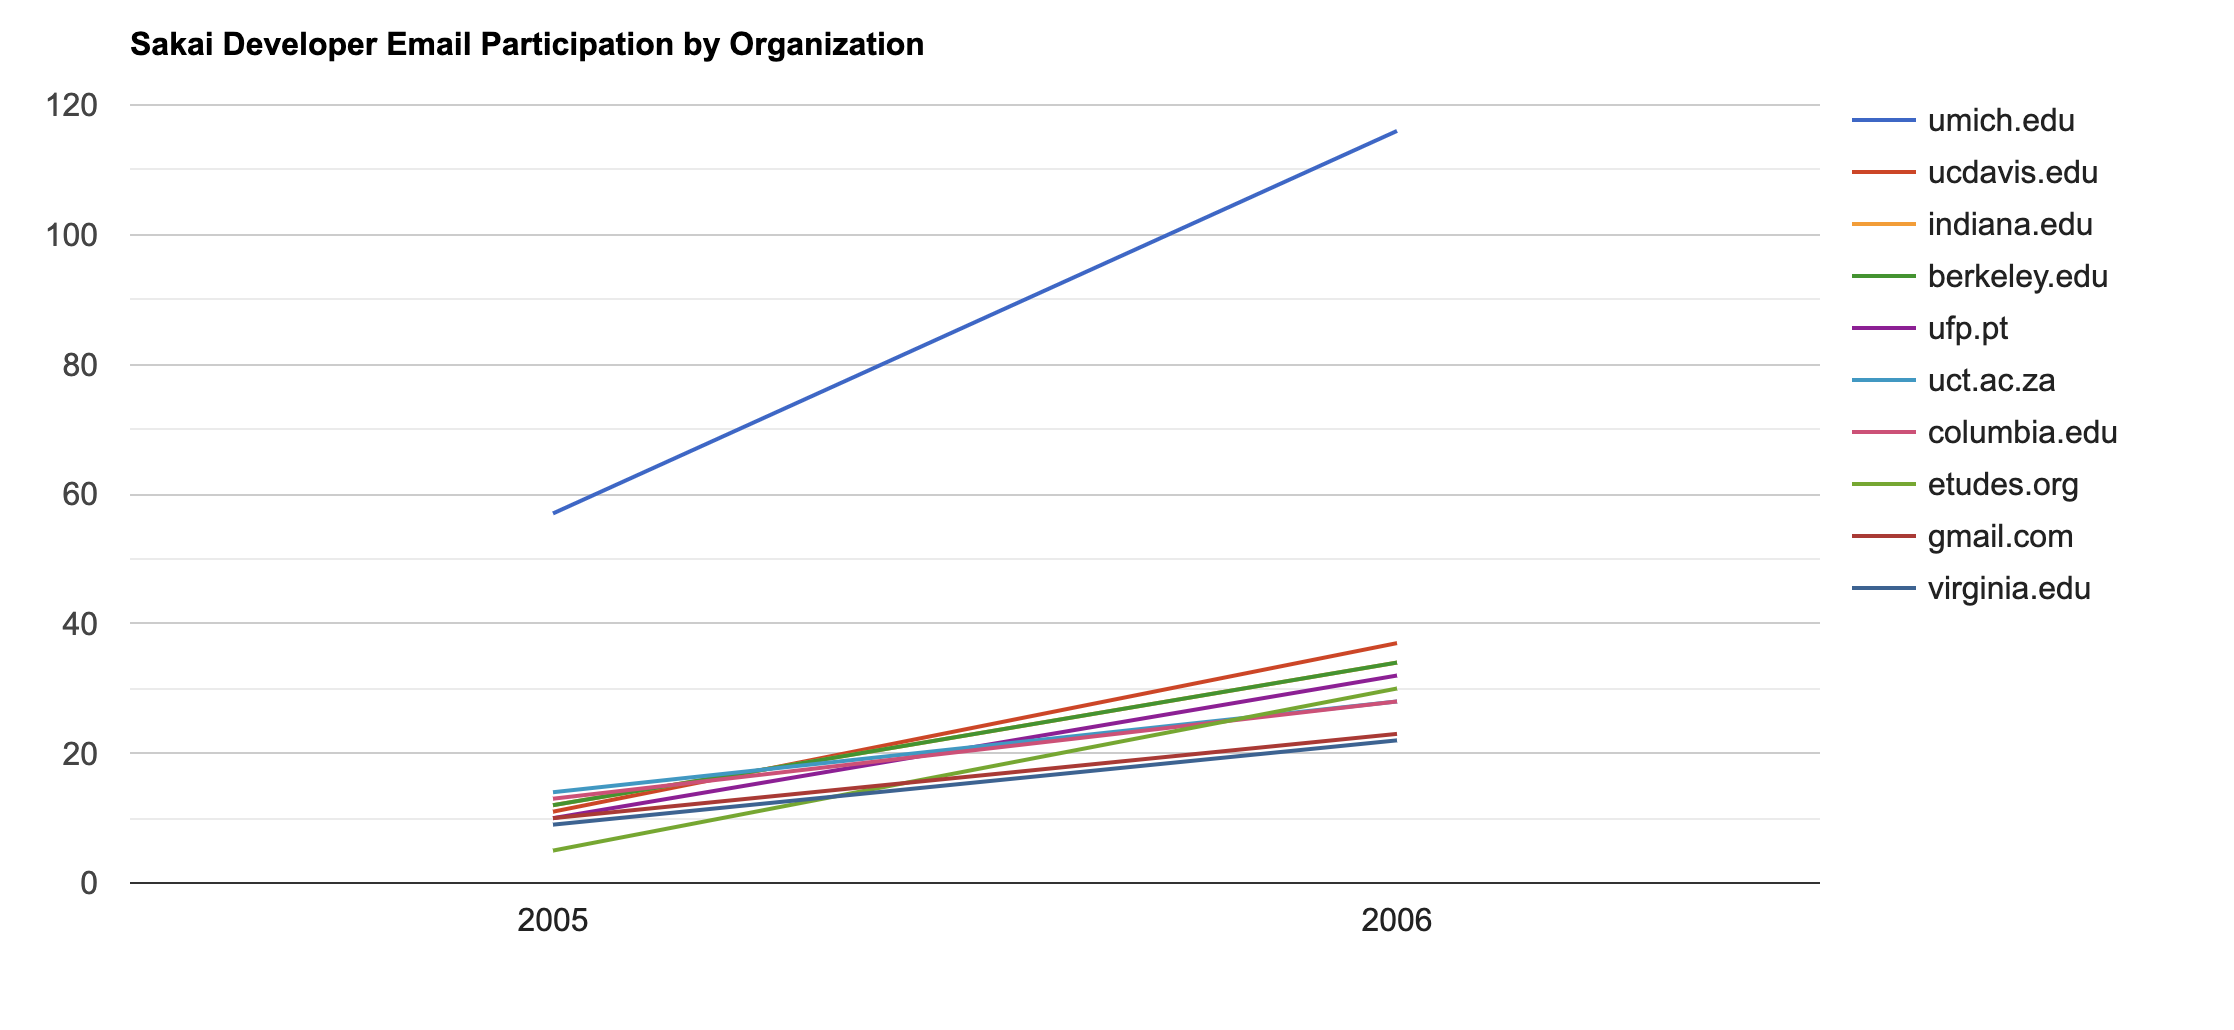 Sakai Developer Email Participation by Organization
120
100
80
60
40
20
0
2005
2006
umich.edu
ucdavis.edu
indiana.edu
berkeley.edu
ufp.pt
uct.ac.za
columbia.edu
etudes.org
gmail.com
virginia.edu